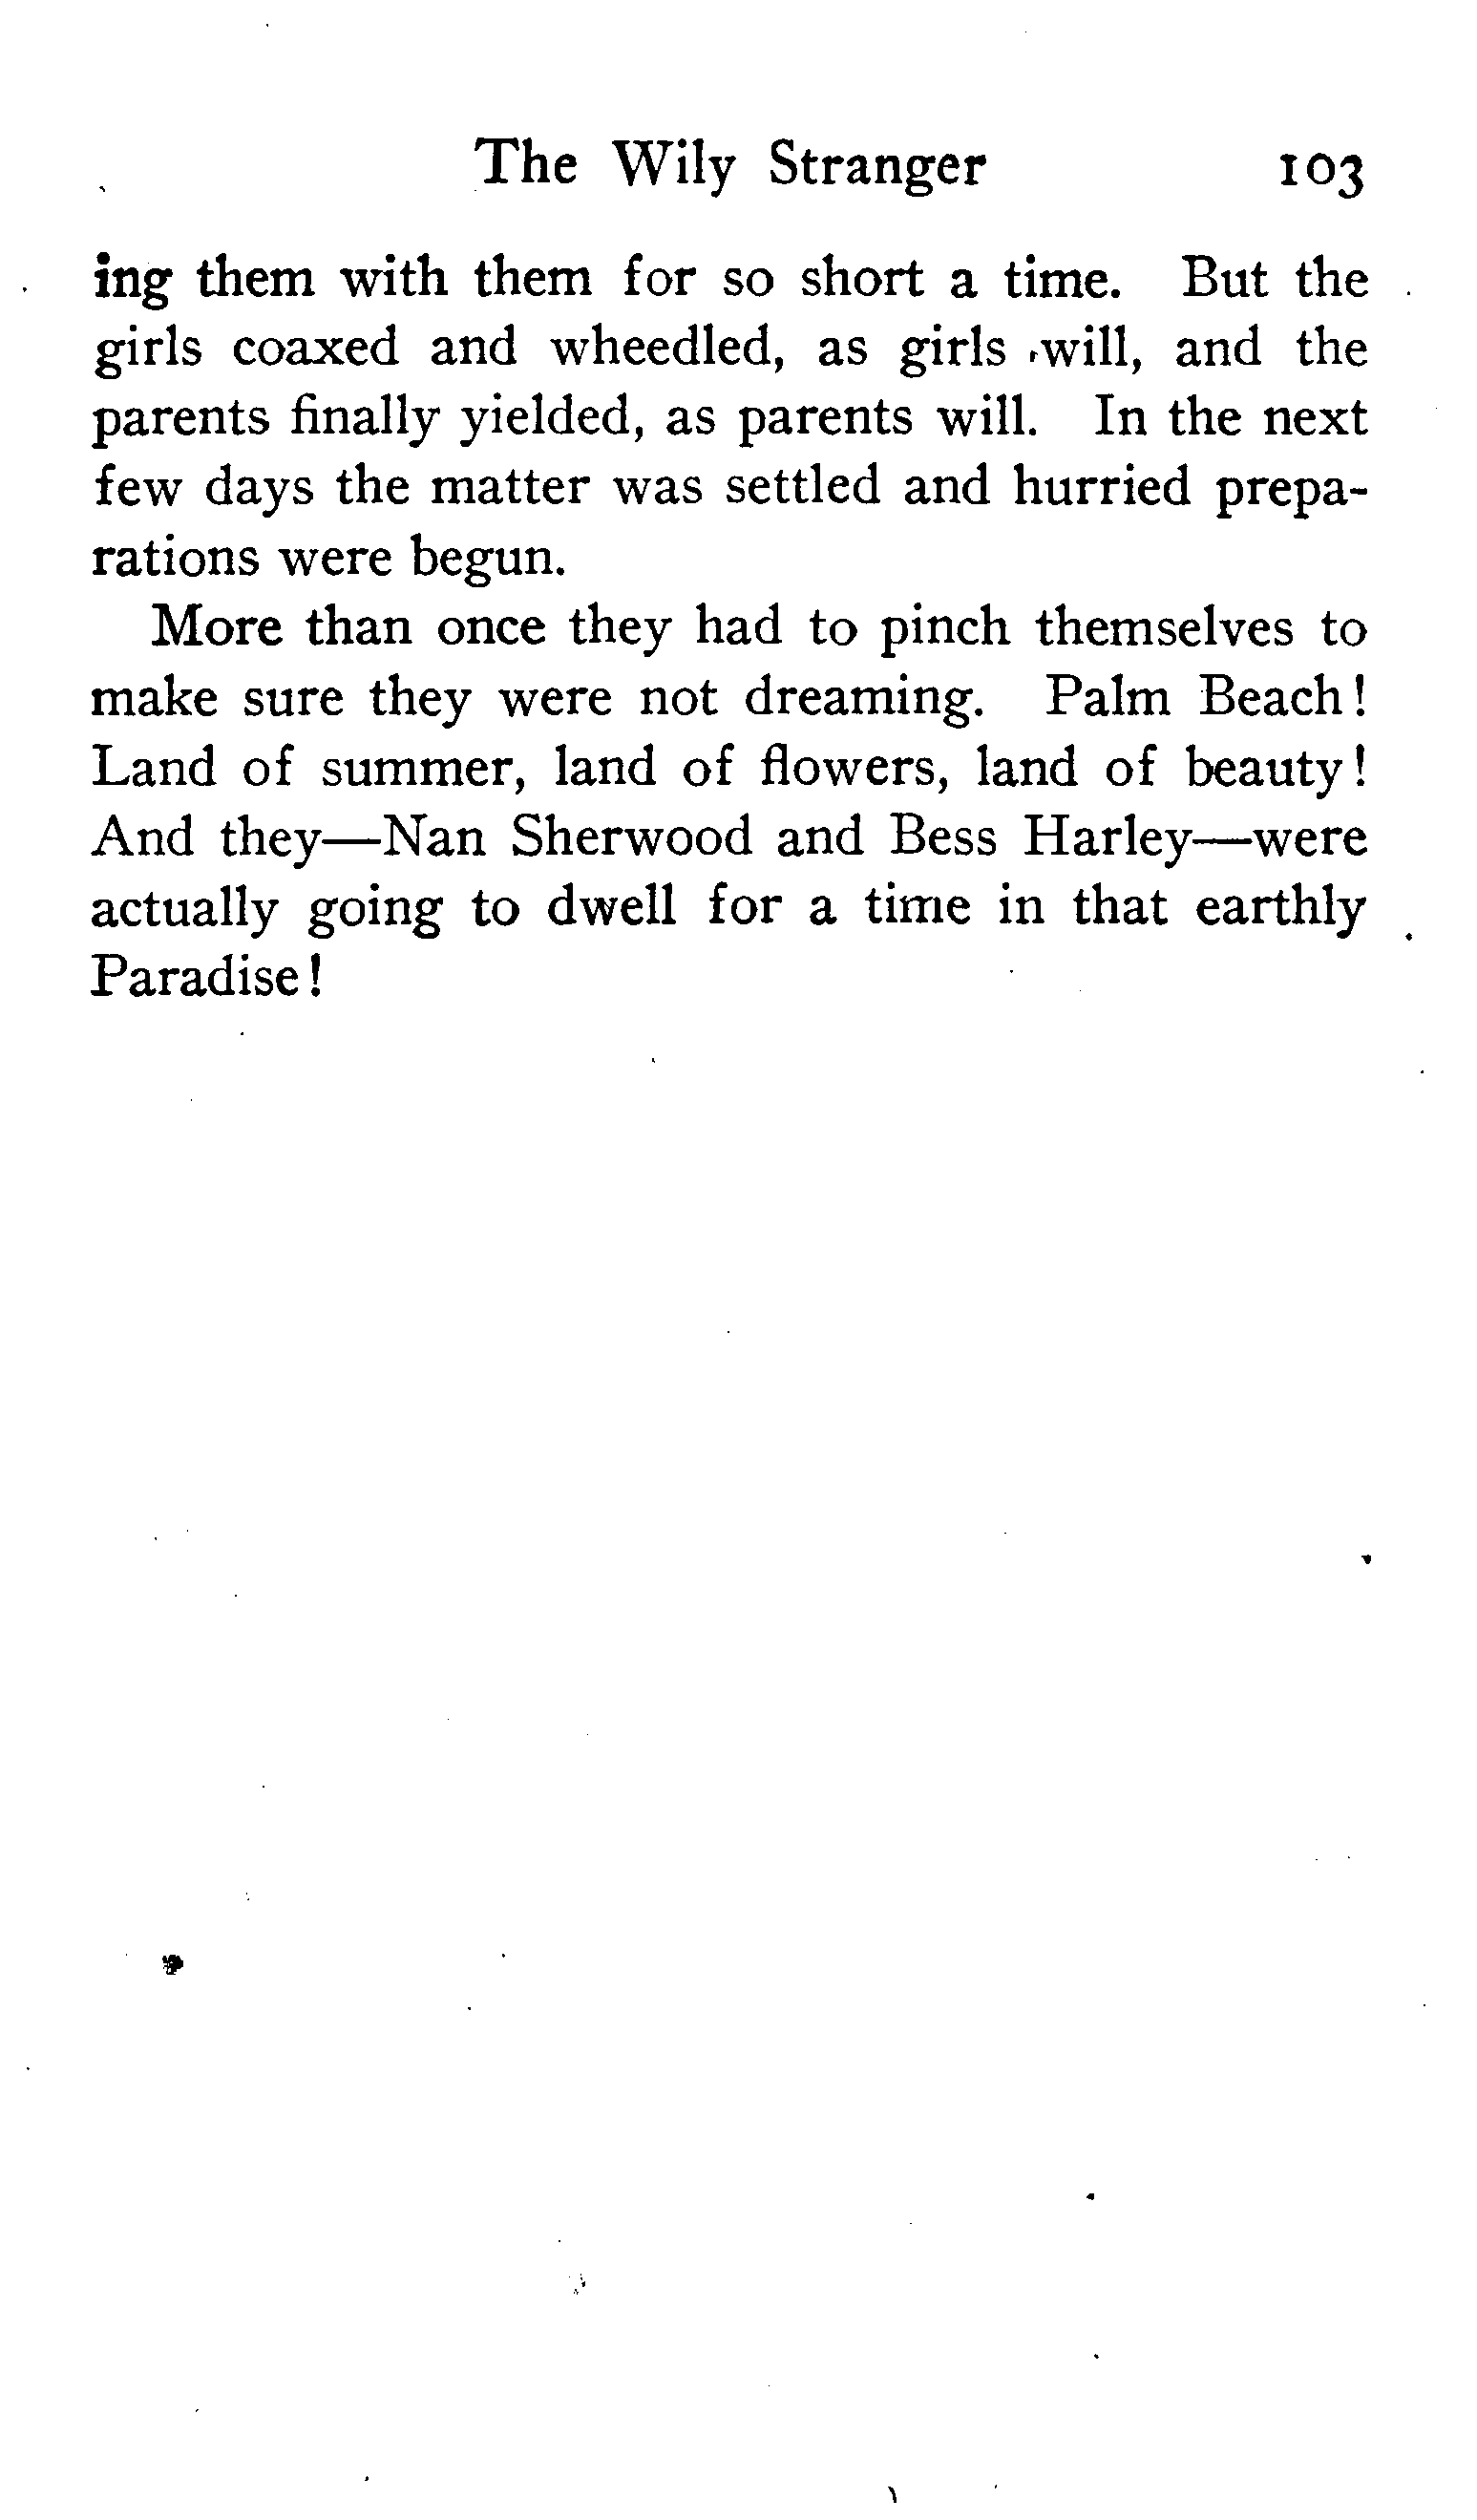 The Wily Stranger 103
ing them with them for so short a time. But the
girls coaxed and wheedled, as girls will, and the
parents finally yielded, as parents will. In the next
few days the matter was settled and hurried prepa-
rations were begun.
More than once they had to pinch themselves to
make sure they were not dreaming. Palm Beach!
Land of summer, land of flowers, land of beauty!
And they—Nan Sherwood and Bess Harley—were
actually going to dwell for a time in that earthly
Paradise!